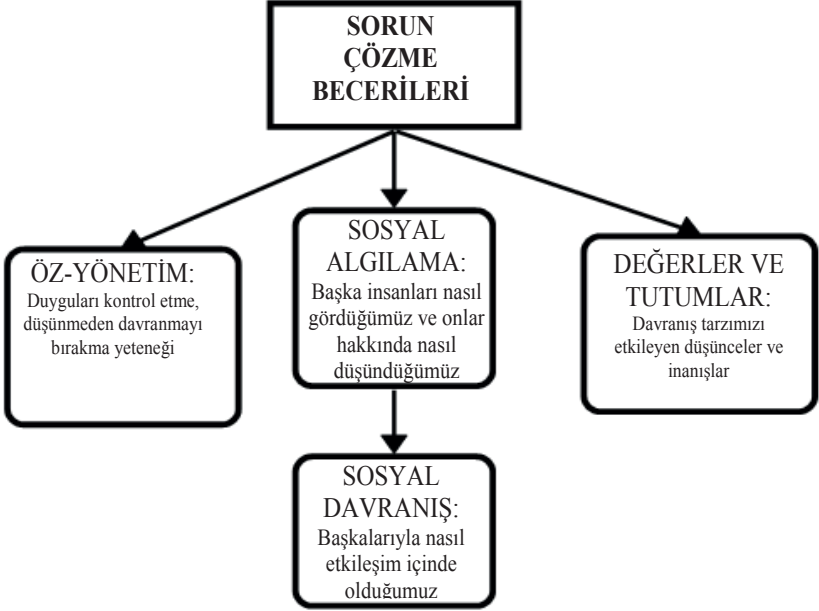 SORUN
ÇÖZME
BECERİLERİ
ÖZ-YÖNETİM:
Duyguları kontrol etme,
düşünmeden davranmayı
bırakma yeteneği
SOSYAL
ALGILAMA:
Başka insanları nasıl
gördüğümüz ve onlar
hakkında nasıl
düşündüğümüz
DEĞERLER VE
TUTUMLAR:
Davranış tarzımızı
etkileyen düşünceler ve
inanışlar
SOSYAL
DAVRANIŞ:
Başkalarıyla nasıl
etkileşim içinde
olduğumuz